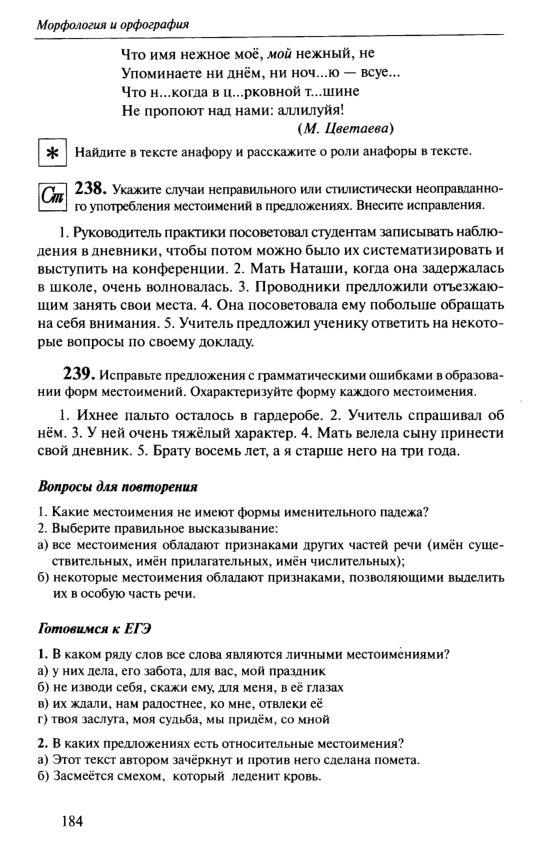 Морфология и орфография
Что имя нежное моё, мой нежный, не
Упоминаете ни днём, ни ноч...ю — всуе...
Что н...когда в ц...рковной т...шине
Не пропоют над нами: аллилуйя!
(М. Цветаева)
* Найдите в тексте анафору и расскажите о роли анафоры в тексте.
Ст 238. Укажите случаи неправильного или стилистически неоправданно-
го употребления местоимений в предложениях. Внесите исправления.
1. Руководитель практики посоветовал студентам записывать наблю-
дения в дневники, чтобы потом можно было их систематизировать и
выступить на конференции. 2. Мать Наташи, когда она задержалась
в школе, очень волновалась. 3. Проводники предложили отъезжаю-
щим занять свои места. 4. Она посоветовала ему побольше обращать
на себя внимания. 5. Учитель предложил ученику ответить на некото-
рые вопросы по своему докладу.
239. Исправьте предложения с грамматическими ошибками в образова-
нии форм местоимений. Охарактеризуйте форму каждого местоимения.
1. Ихнее пальто осталось в гардеробе. 2. Учитель спрашивал об
нём. 3. У ней очень тяжёлый характер. 4. Мать велела сыну принести
свой дневник. 5. Брату восемь лет, а я старше него на три года.
Вопросы для повторения
1. Какие местоимения не имеют формы именительного падежа?
2. Выберите правильное высказывание:
а) все местоимения обладают признаками других частей речи (имён суще-
ствительных, имён прилагательных, имён числительных);
б) некоторые местоимения обладают признаками, позволяющими выделить
их в особую часть речи.
Готовимся к ЕГЭ
1. В каком ряду слов все слова являются личными местоимениями?
а) у них дела, его забота, для вас, мой праздник
б) не изводи себя, скажи ему, для меня, в её глазах
в) их ждали, нам радостнее, ко мне, отвлеки её
г) твоя заслуга, моя судьба, мы придём, со мной
2. В каких предложениях есть относительные местоимения?
а) Этот текст автором зачёркнут и против него сделана помета.
б) Засмеётся смехом, который леденит кровь.
184